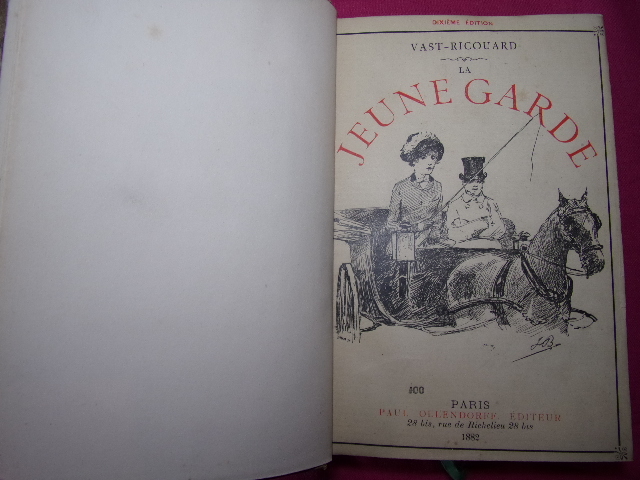 DIXIÈME ÉDITION
VAST-RICOUARD
LA
JEUNE GARDE
100
PARIS
PAUL OLLENDORFF, ÉDITEUR
28 bis, rue de Richelieu 28 bis
1882